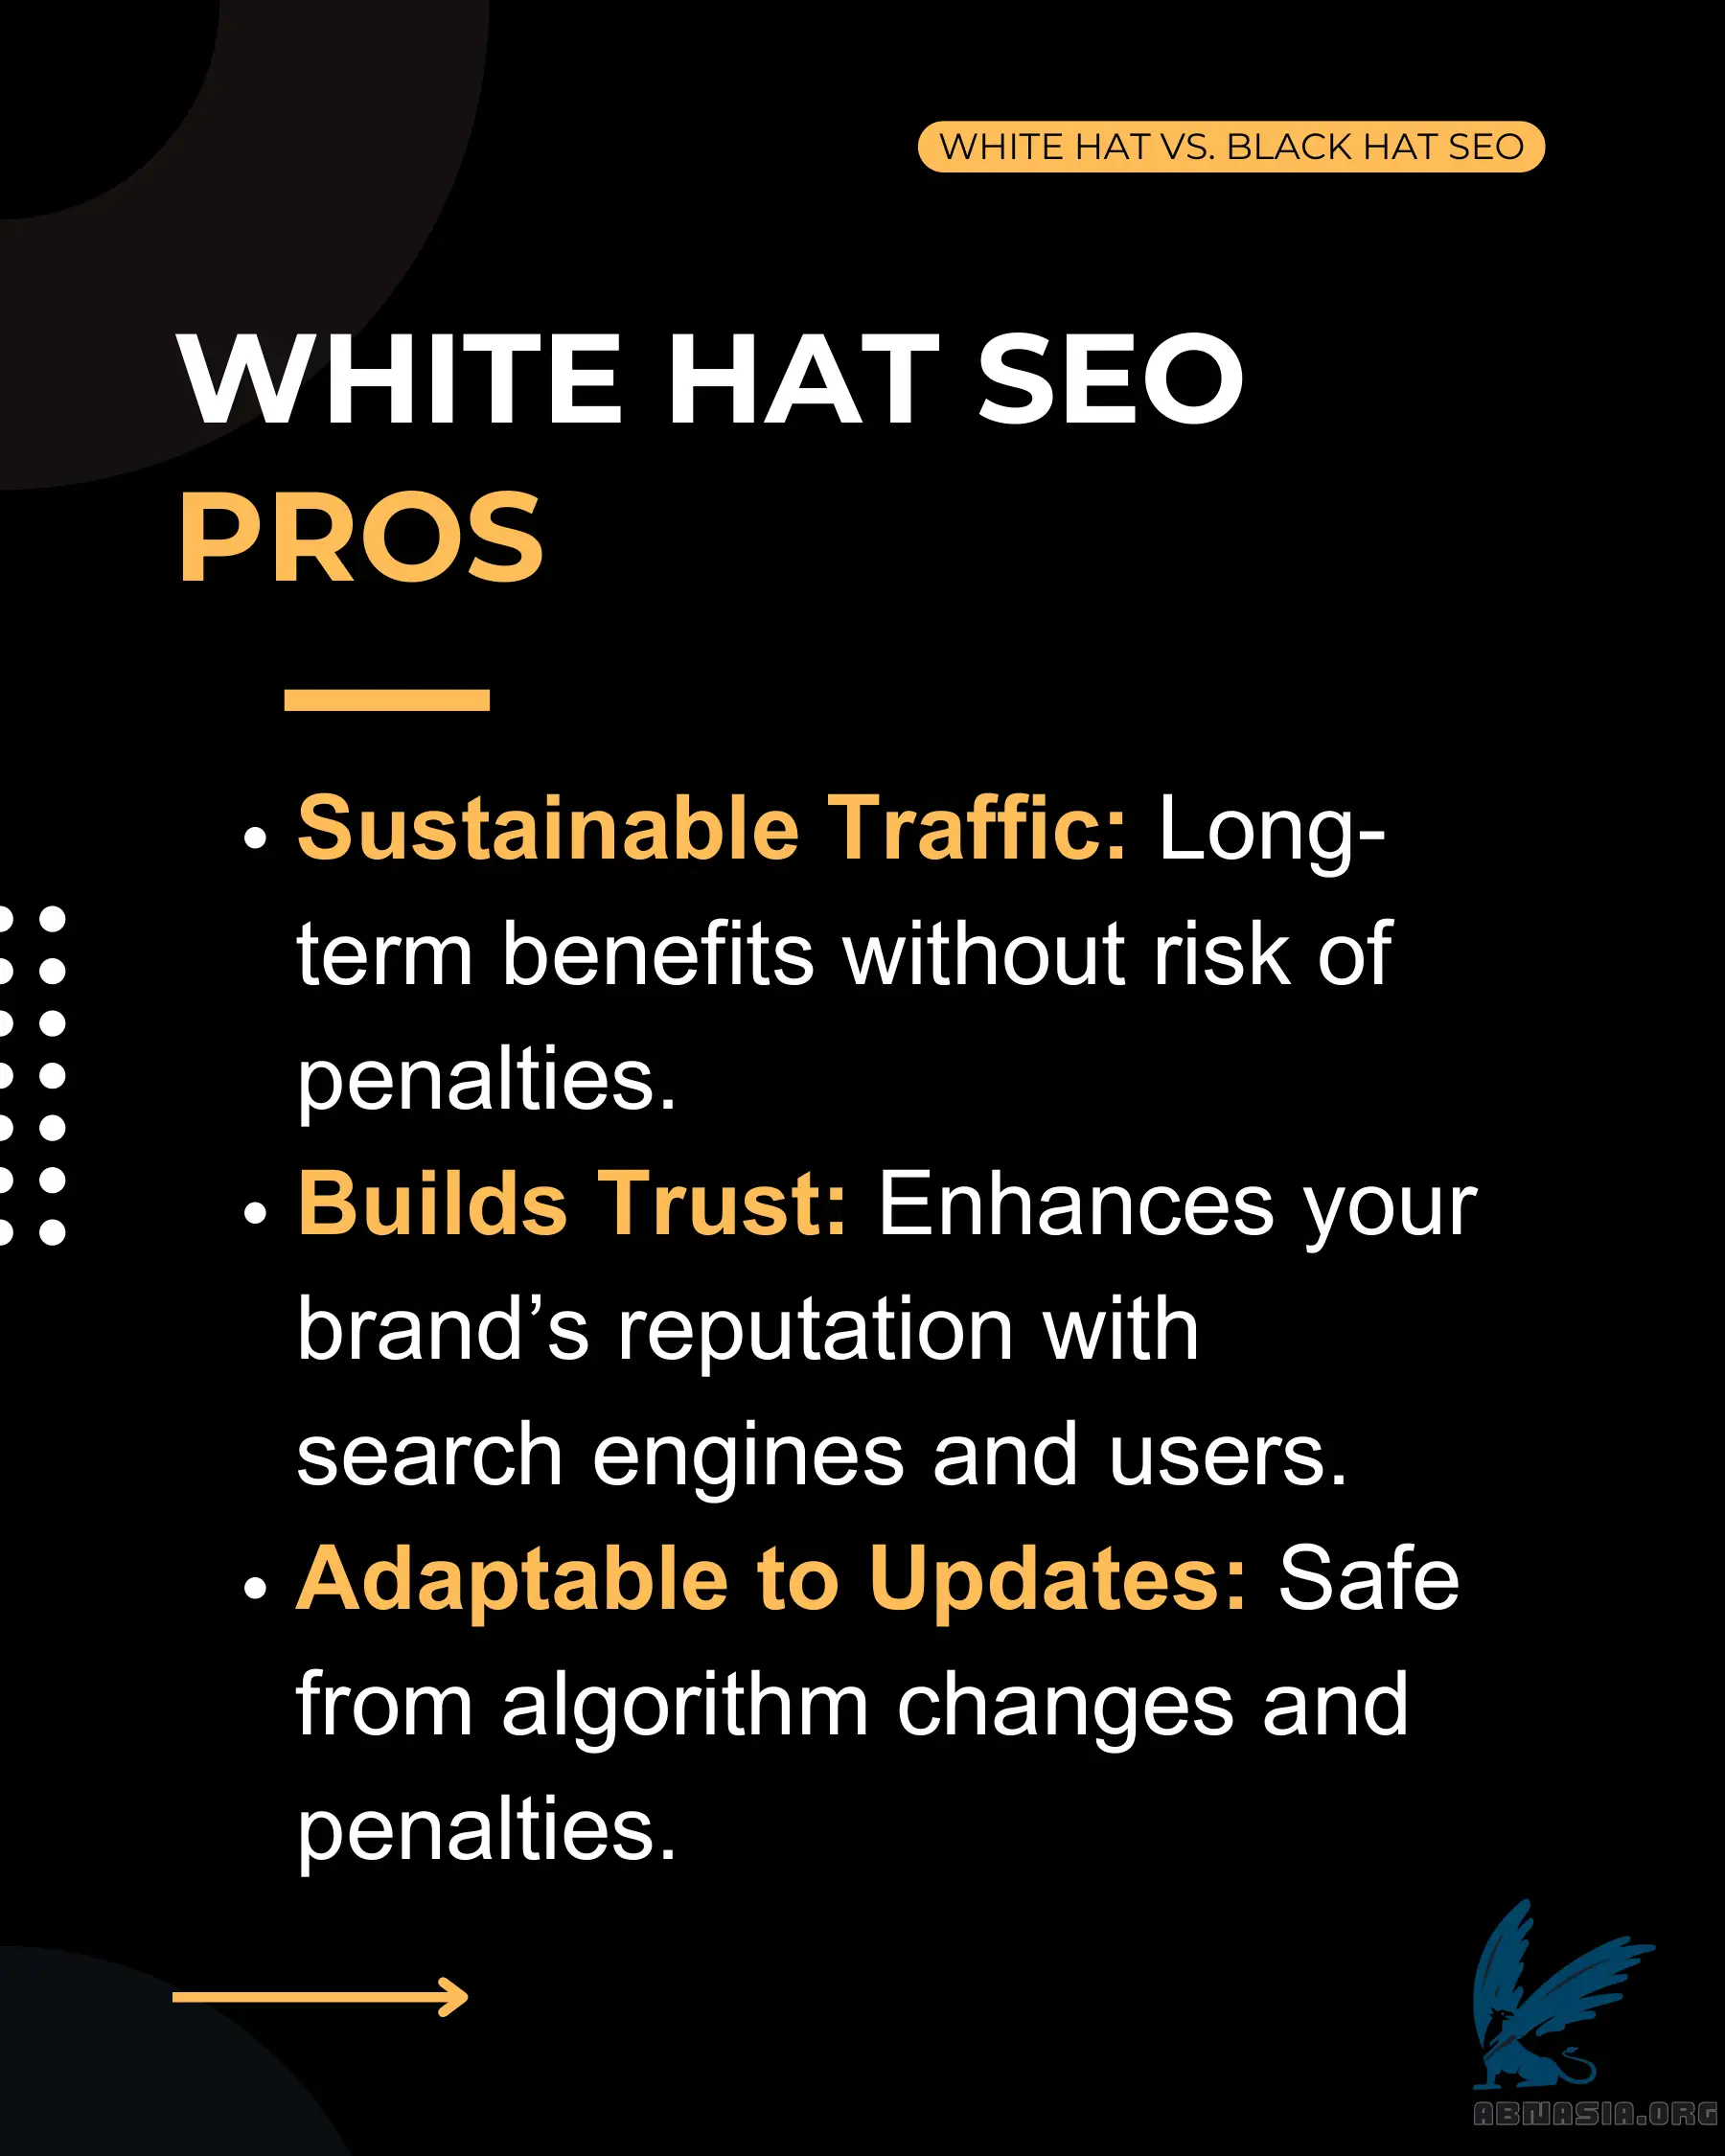 WHITE HAT VS. BLACK HAT SEO
WHITE HAT SEO
PROS
• Sustainable Traffic: Long-
term benefits without risk of
penalties.
• Builds Trust: Enhances your
brand’s reputation with
search engines and users.
• Adaptable to Updates: Safe
from algorithm changes and
penalties.
ABNASIA.ORG